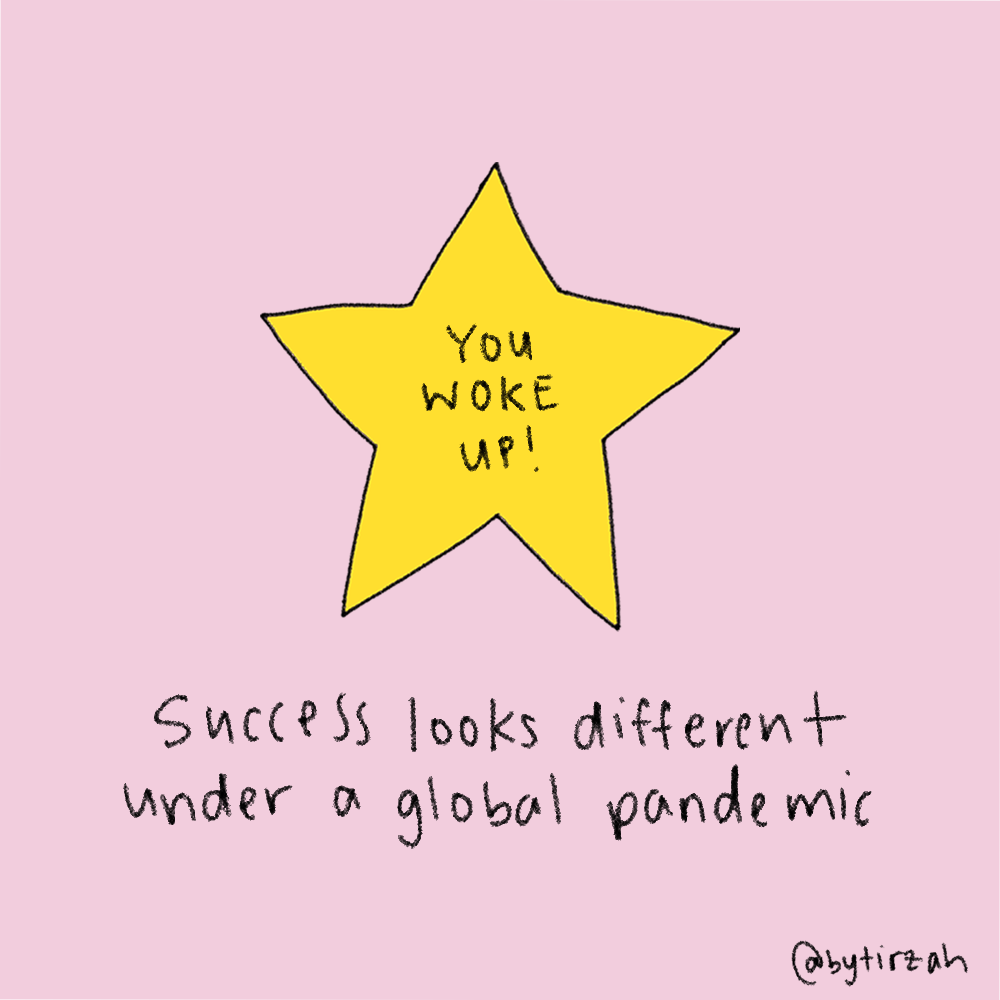 YOU
WOKE
UP!
Success looks different
under a global pandemic
@bytirzah